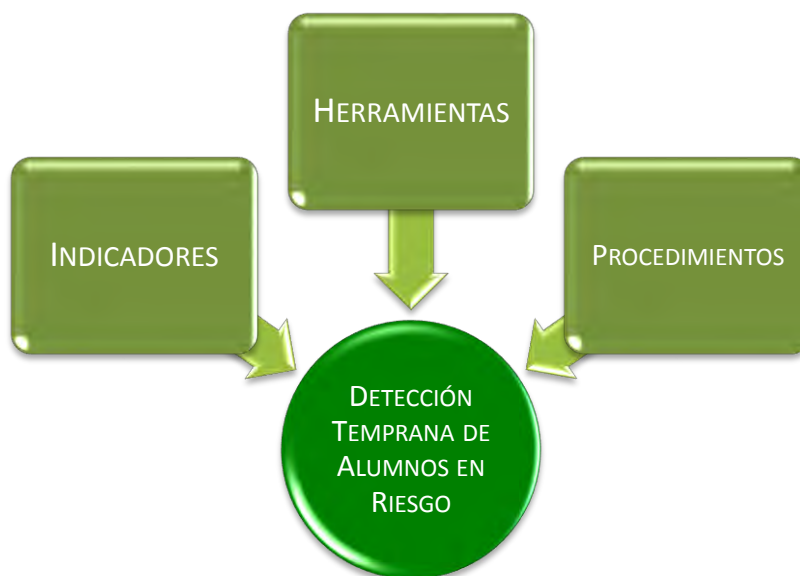 HERRAMIENTAS
INDICADORES
PROCEDIMIENTOS
DETECCIÓN
TEMPRANA DE
ALUMNOS EN
RIESGO